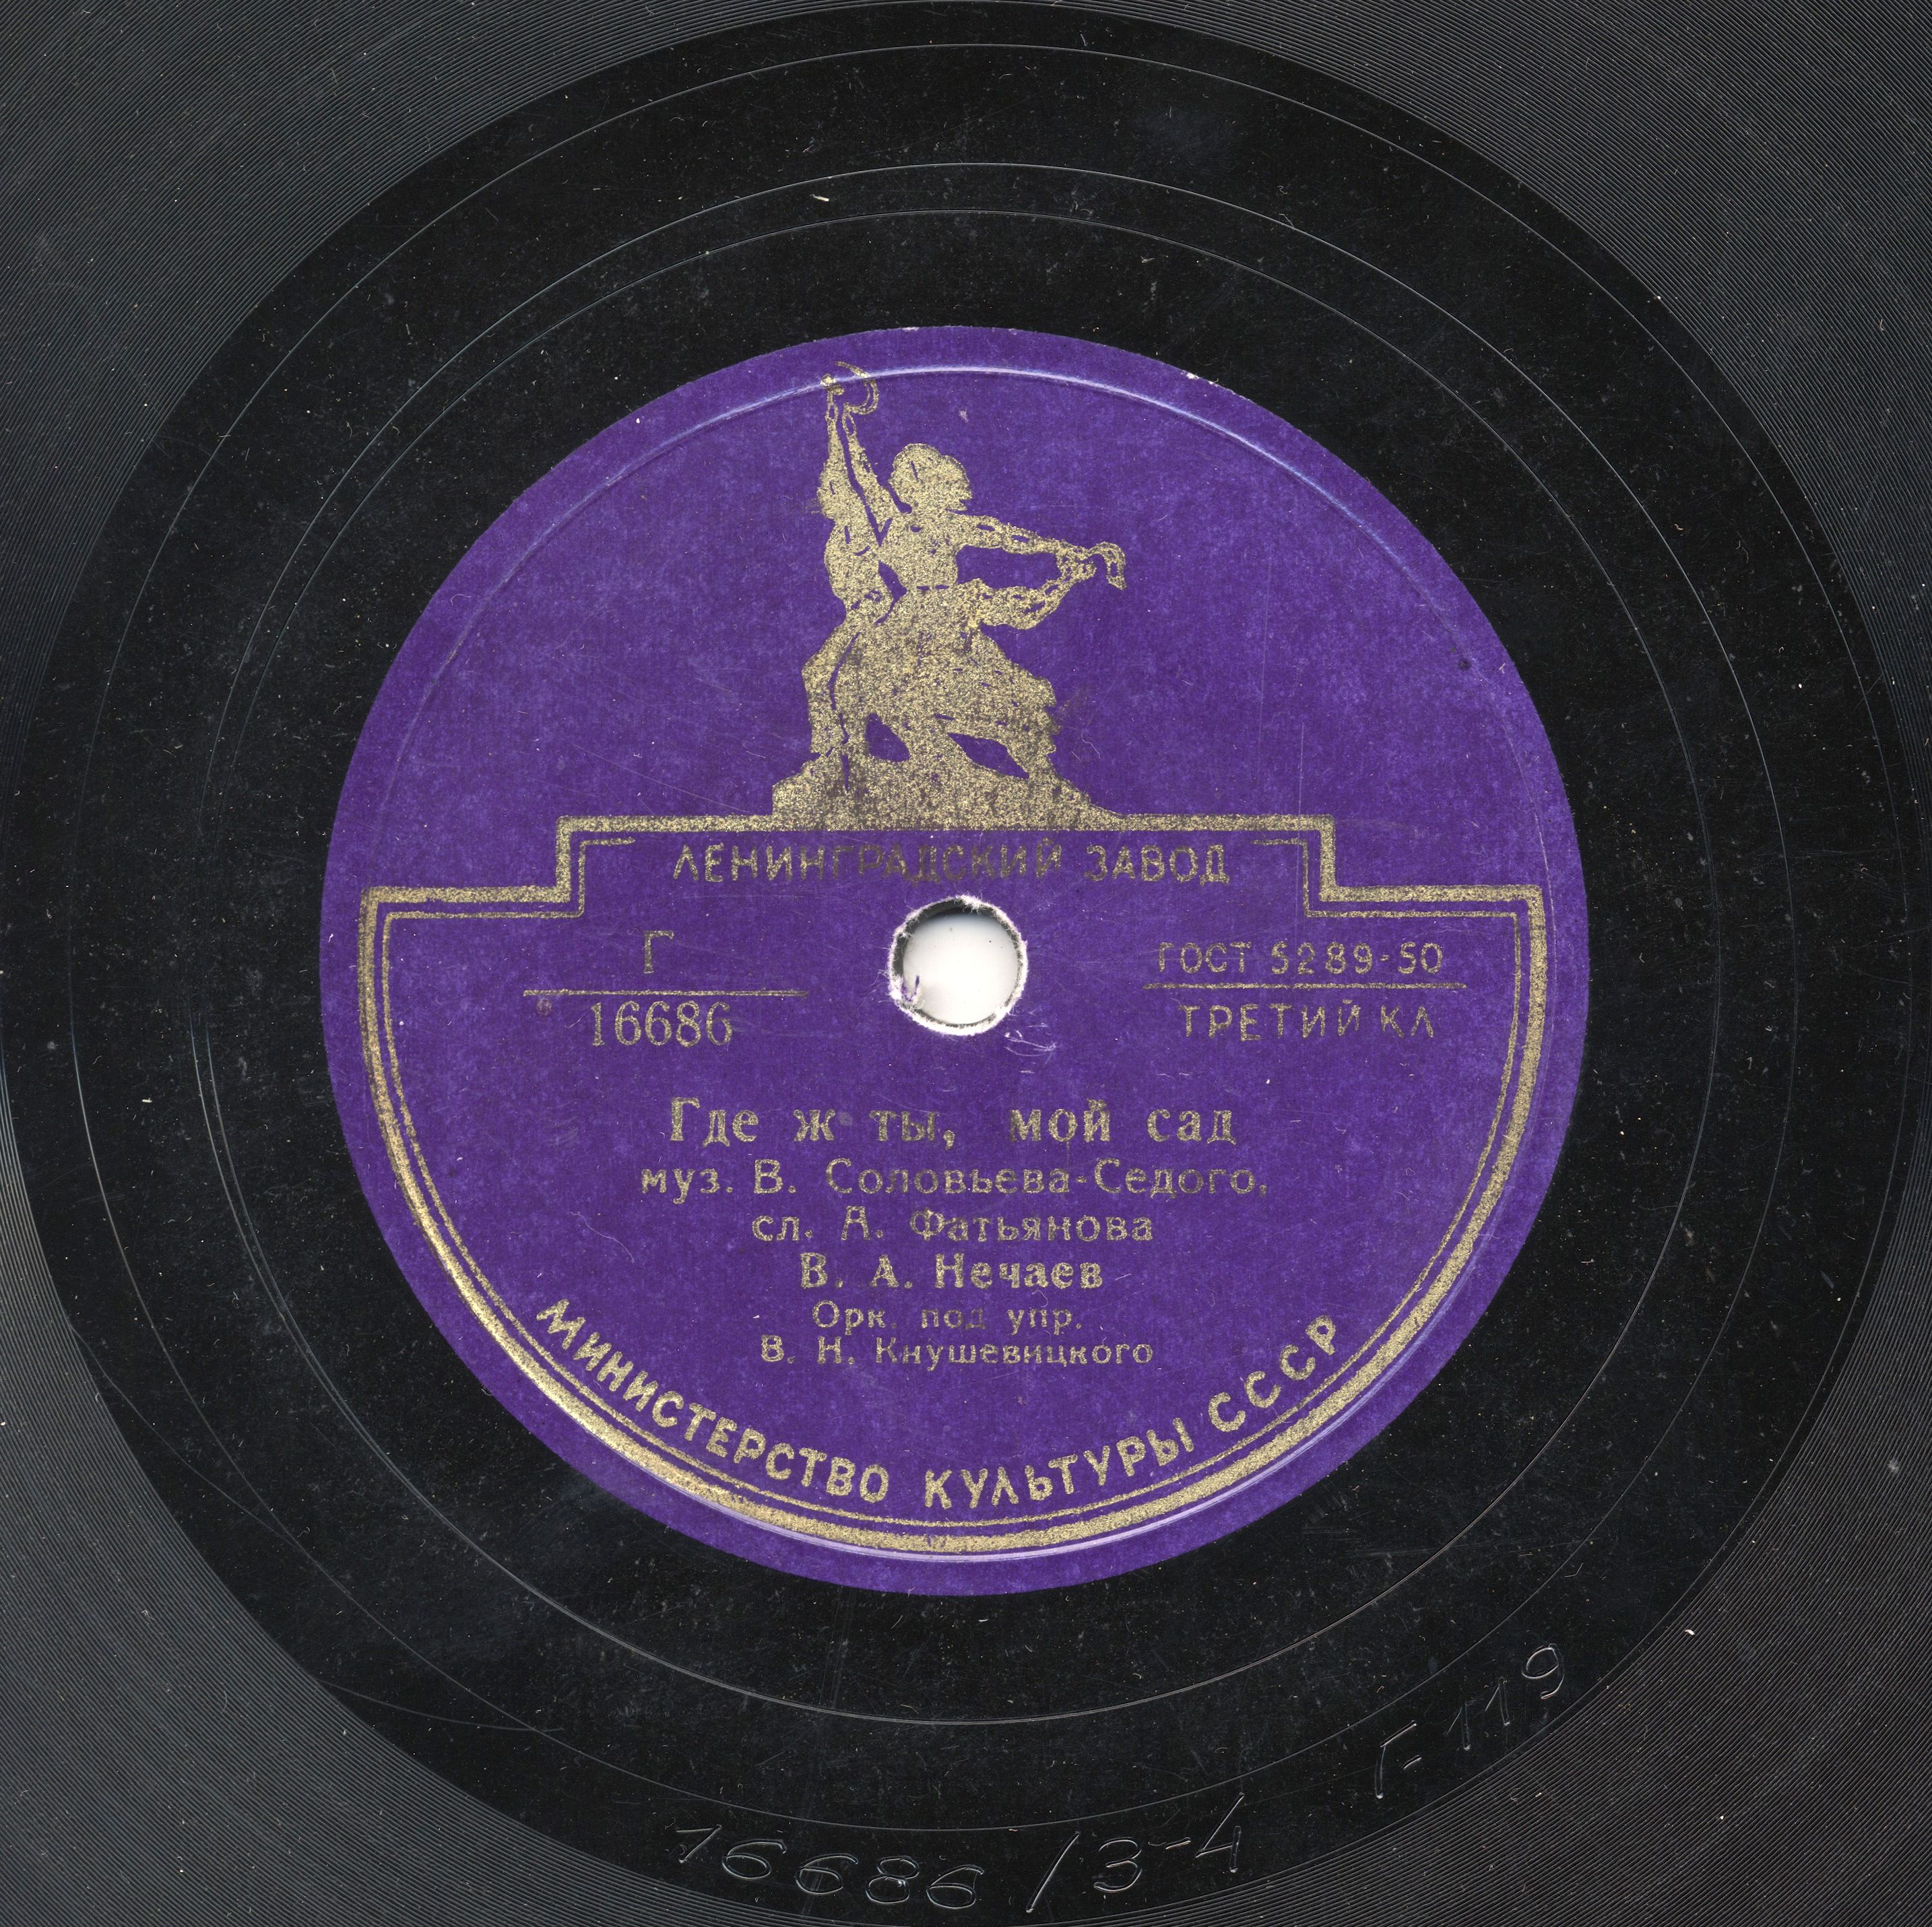 ЛЕНИНГРАДСКИЙ ЗАВОД
Г
16686
ГОСТ 5289-50
ТРЕТИЙ КЛ
Где ж ты, мой сад
муз. В. Соловьева-Седого,
сл. А. Фатьянова
В. А. Нечаев
Орк. под упр.
В. Н. Кнушевицкого
МИНИСТЕРСТВО КУЛЬТУРЫ СССР
16686/3-4 Г-119